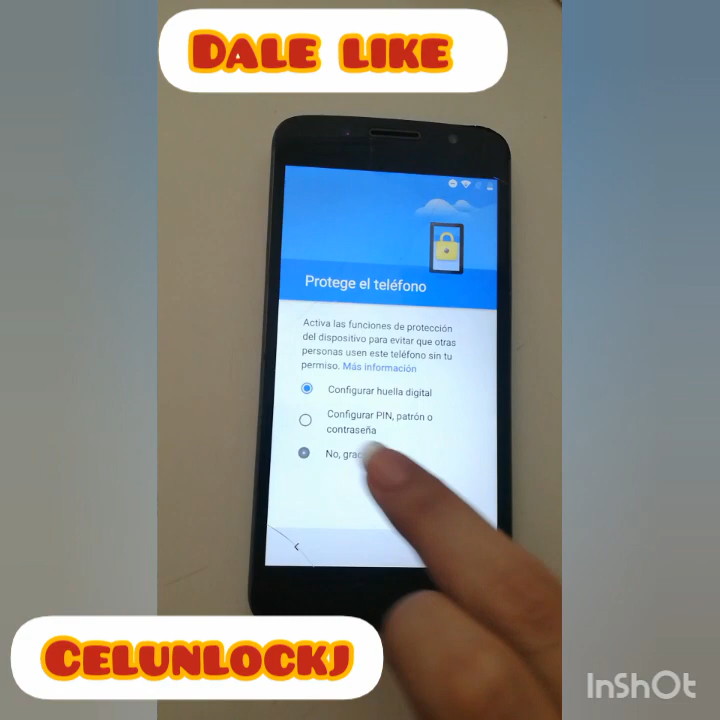 DALE LIKE
Protege el teléfono
Activa las funciones de protección
del dispositivo para evitar que otras
personas usen este teléfono sin tu
permiso. Más información
Configurar huella digital
Configurar PIN, patrón o
contraseña
No,
CELUNLOCKJ
InShOt